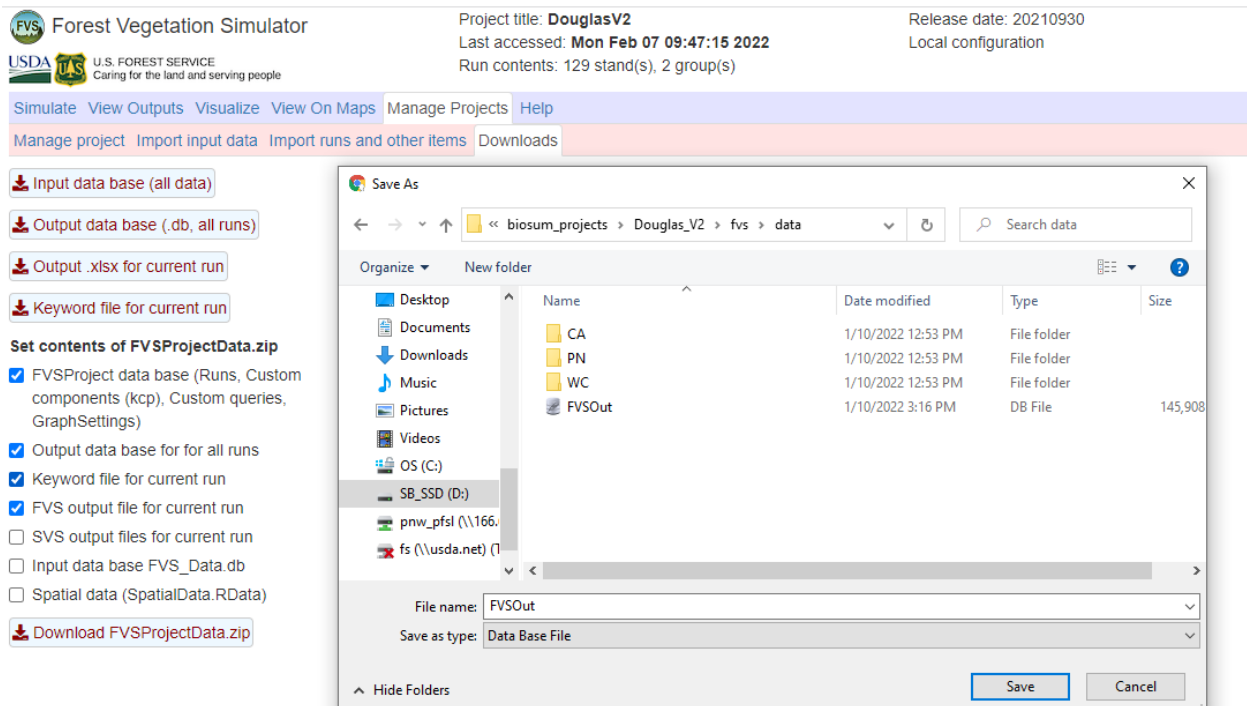 FVS Forest Vegetation Simulator
USDA UAS U.S. FOREST SERVICE
Caring for the land and serving people
Project title: DouglasV2
Last accessed: Mon Feb 07 09:47:15 2022
Run contents: 129 stand(s), 2 group(s)
Release date: 20210930
Local configuration
Simulate View Outputs Visualize View On Maps Manage Projects Help
Manage project Import input data Import runs and other items Downloads
Input data base (all data)
Output data base (.db, all runs)
Output .xlsx for current run
Keyword file for current run
Set contents of FVSProjectData.zip
FVSProject data base (Runs, Custom
components (kcp), Custom queries,
GraphSettings)
Output data base for for all runs
Keyword file for current run
FVS output file for current run
SVS output files for current run
Input data base FVS_Data.db
Spatial data (SpatialData.RData)
Download FVSProjectData.zip
Save As
« biosum_projects › Douglas_V2 › fvs › data
Search data
Organize New folder
Desktop
Documents
Downloads
Music
Pictures
Videos
OS (C:)
SB_SSD (D:)
pnw_pfsl (\\166.
fs (\\usda.net) (T
Name Date modified Type Size
CA 1/10/2022 12:53 PM File folder
PN 1/10/2022 12:53 PM File folder
WC 1/10/2022 12:53 PM File folder
FVSOut 1/10/2022 3:16 PM DB File 145,908
File name: FVSOut
Save as type: Data Base File
Hide Folders
Save Cancel